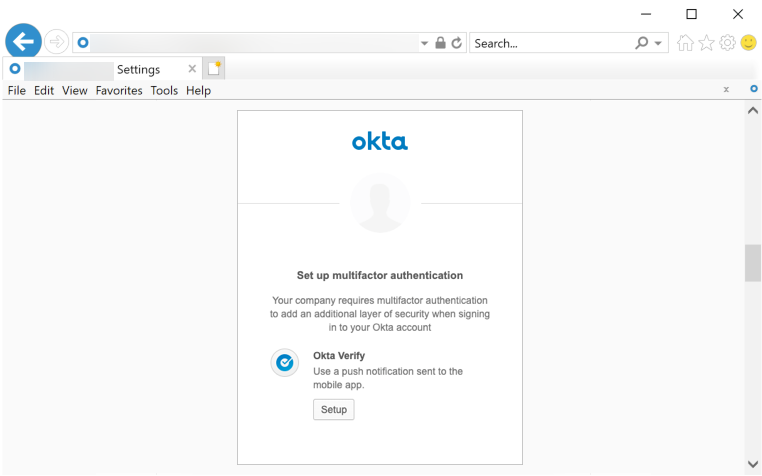 Search...
Settings
File Edit View Favorites Tools Help
x
okta
Set up multifactor authentication
Your company requires multifactor authentication
to add an additional layer of security when signing
in to your Okta account
Okta Verify
Use a push notification sent to the
mobile app.
Setup